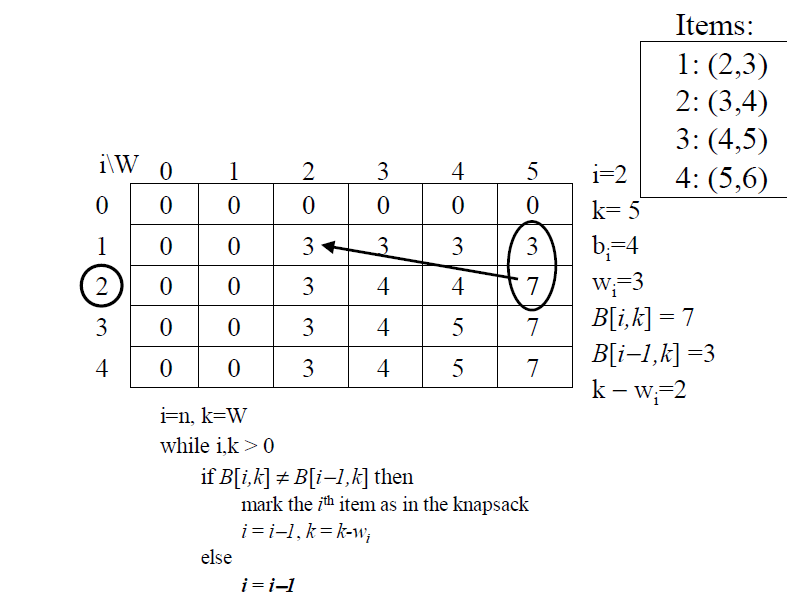 Items:
1: (2,3)
2: (3,4)
3: (4,5)
4: (5,6)
i\W 0 1 2 3 4 5
0 0 0 0 0 0 0
1 0 0 3 3 3 3
2 0 0 3 4 4 7
3 0 0 3 4 5 7
4 0 0 3 4 5 7
i=2
k= 5
bᵢ=4
wᵢ=3
B[i,k] = 7
B[i–1,k] =3
k – wᵢ=2
i=n, k=W
while i,k > 0
if B[i,k] ≠ B[i–1,k] then
mark the iᵗʰ item as in the knapsack
i = i–1, k = k-wᵢ
else
i = i–1